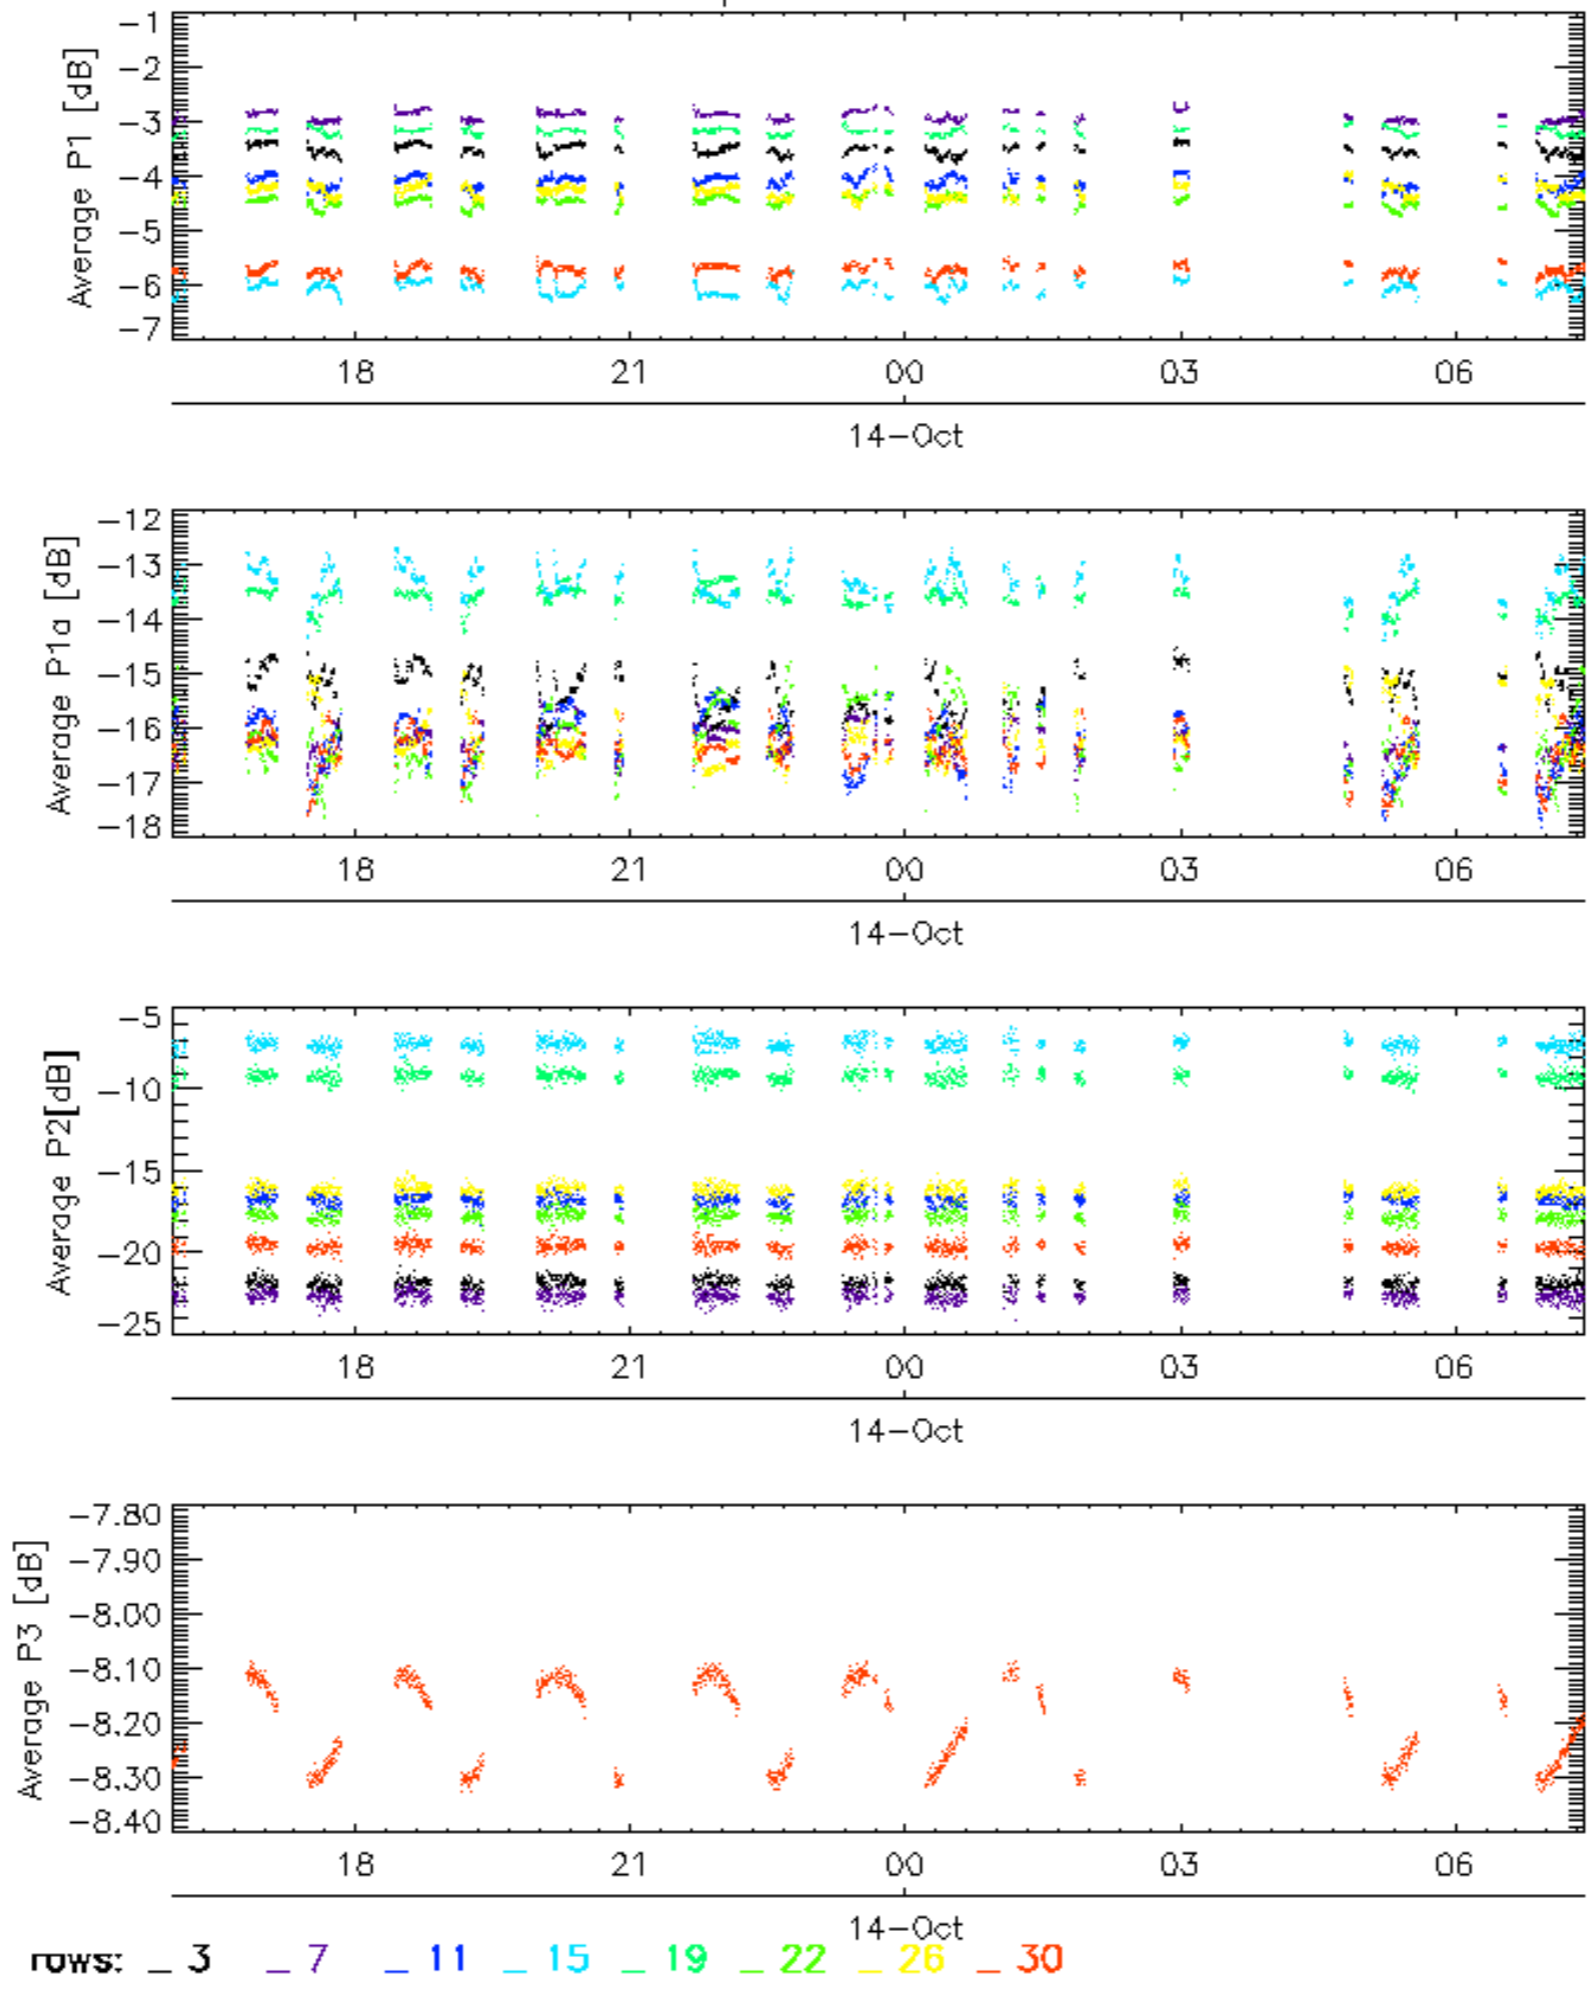 Average P1 [dB]
-1
-2
-3
-4
-5
-6
-7
18 21 00 03 06
14-Oct
Average P1a [dB]
-12
-13
-14
-15
-16
-17
-18
18 21 00 03 06
14-Oct
Average P2[dB]
-5
-10
-15
-20
-25
18 21 00 03 06
14-Oct
Average P3 [dB]
-7.80
-7.90
-8.00
-8.10
-8.20
-8.30
-8.40
18 21 00 03 06
14-Oct
rows: _ 3 _ 7 _ 11 _ 15 _ 19 _ 22 _ 26 _ 30